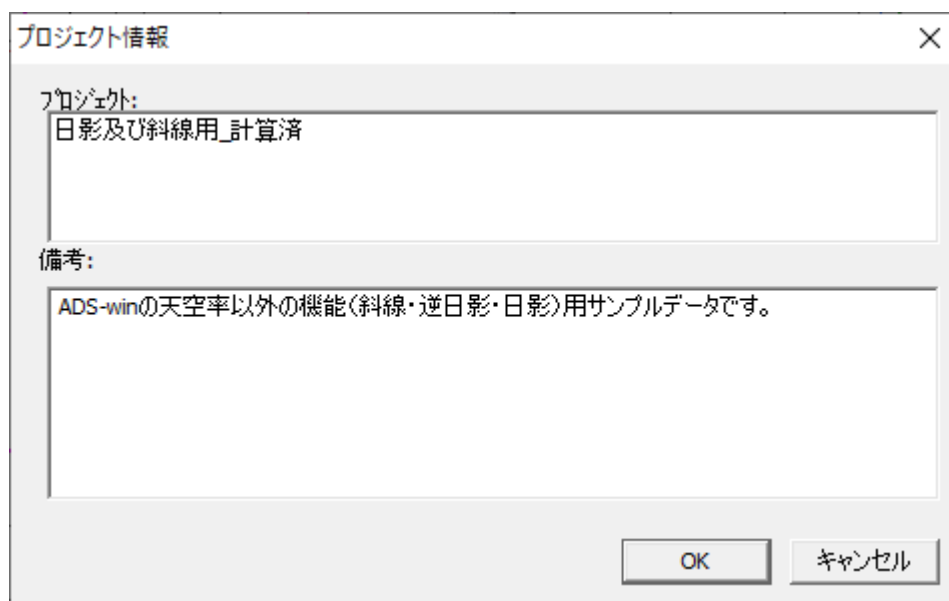 プロジェクト情報
ﾌﾟﾛｼﾞｪｸﾄ:
日影及び斜線用_計算済
備考:
ADS-winの天空率以外の機能(斜線・逆日影・日影)用サンプルデータです。
OK
キャンセル